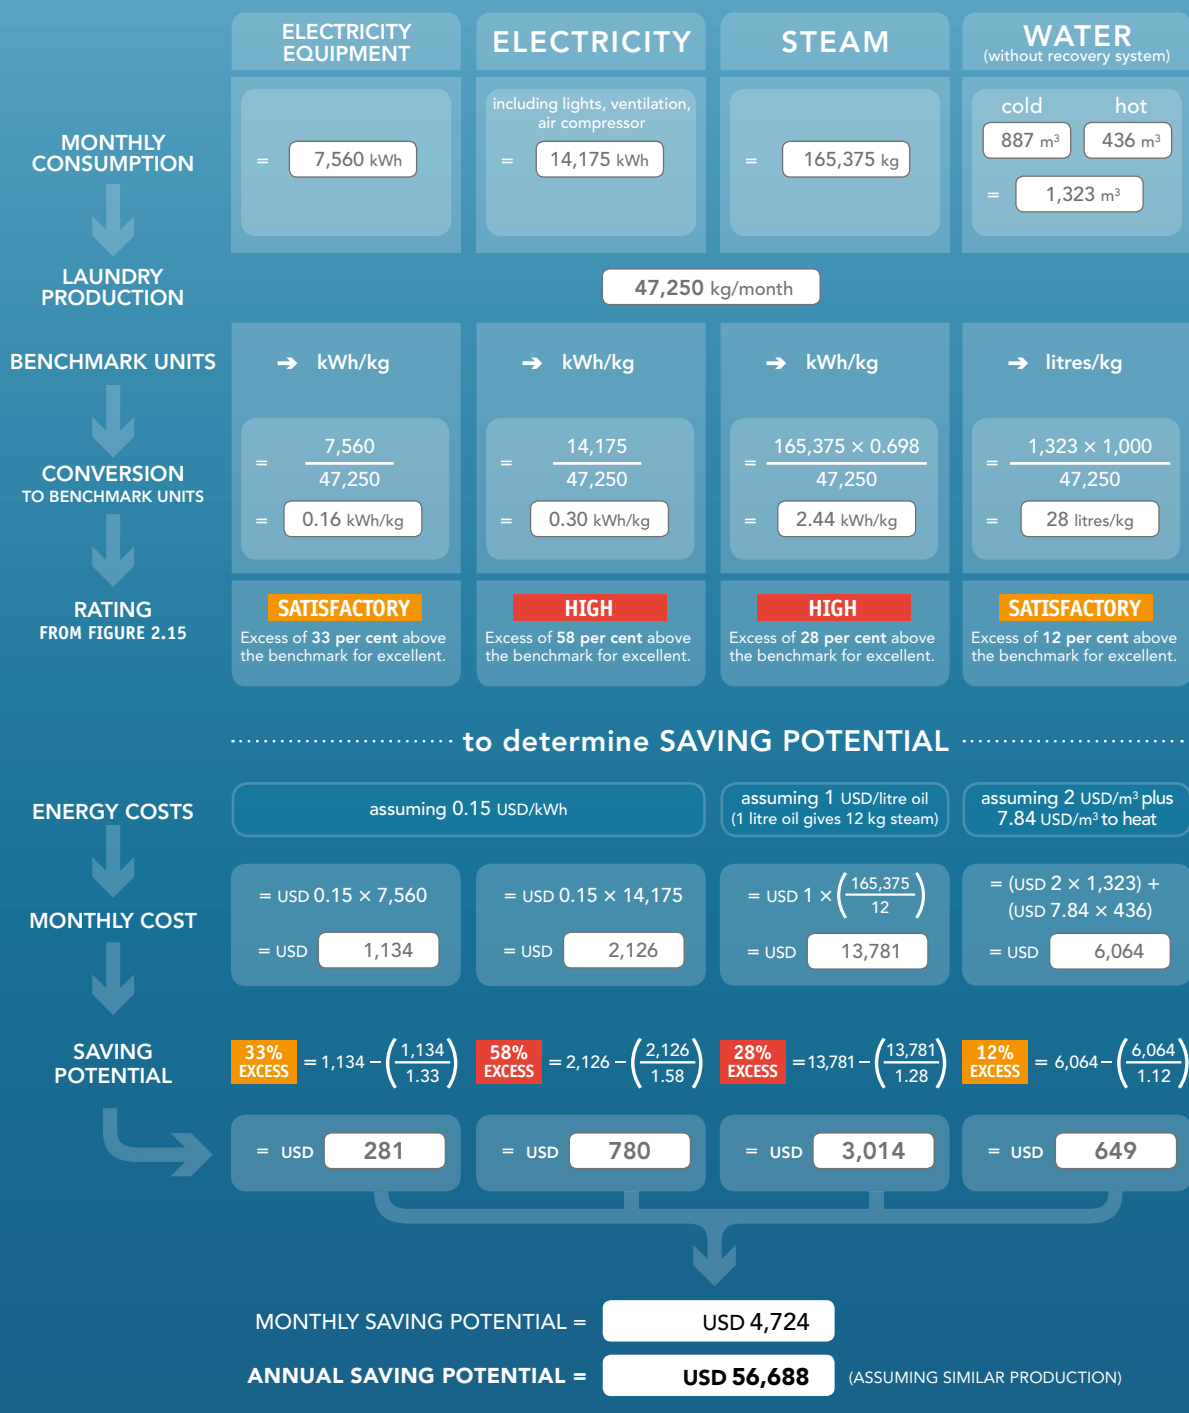 ELECTRICITY
EQUIPMENT
ELECTRICITY
STEAM
WATER
(without recovery system)
MONTHLY
CONSUMPTION
= 7,560 kWh
including lights, ventilation,
air compressor
= 14,175 kWh
= 165,375 kg
cold hot
887 m³ 436 m³
= 1,323 m³
LAUNDRY
PRODUCTION
47,250 kg/month
BENCHMARK UNITS
➔ kWh/kg
➔ kWh/kg
➔ kWh/kg
➔ litres/kg
CONVERSION
TO BENCHMARK UNITS
= 7,560
47,250
= 0.16 kWh/kg
= 14,175
47,250
= 0.30 kWh/kg
= 165,375 × 0.698
47,250
= 2.44 kWh/kg
= 1,323 × 1,000
47,250
= 28 litres/kg
RATING
FROM FIGURE 2.15
SATISFACTORY
Excess of 33 per cent above
the benchmark for excellent.
HIGH
Excess of 58 per cent above
the benchmark for excellent.
HIGH
Excess of 28 per cent above
the benchmark for excellent.
SATISFACTORY
Excess of 12 per cent above
the benchmark for excellent.
to determine SAVING POTENTIAL
ENERGY COSTS
assuming 0.15 USD/kWh
assuming 1 USD/litre oil
(1 litre oil gives 12 kg steam)
assuming 2 USD/m³ plus
7.84 USD/m³ to heat
MONTHLY COST
= USD 0.15 × 7,560
= USD 1,134
= USD 0.15 × 14,175
= USD 2,126
= USD 1 × (165,375
12)
= USD 13,781
= (USD 2 × 1,323) +
(USD 7.84 × 436)
= USD 6,064
SAVING
POTENTIAL
33%
EXCESS
= 1,134 – (1,134
1.33)
58%
EXCESS
= 2,126 – (2,126
1.58)
28%
EXCESS
= 13,781 – (13,781
1.28)
12%
EXCESS
= 6,064 – (6,064
1.12)
= USD 281
= USD 780
= USD 3,014
= USD 649
MONTHLY SAVING POTENTIAL = USD 4,724
ANNUAL SAVING POTENTIAL = USD 56,688 (ASSUMING SIMILAR PRODUCTION)